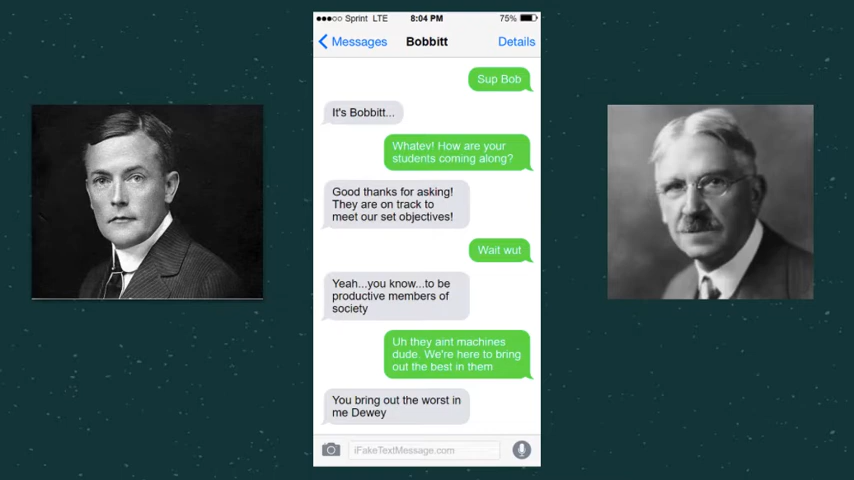 ●●●○○ Sprint LTE 8:04 PM 75%
Messages Bobbitt Details
Sup Bob
It's Bobbitt...
Whatev! How are your
students coming along?
Good thanks for asking!
They are on track to
meet our set objectives!
Wait wut
Yeah...you know...to be
productive members of
society
Uh they aint machines
dude. We're here to bring
out the best in them
You bring out the worst in
me Dewey
iFakeTextMessage.com